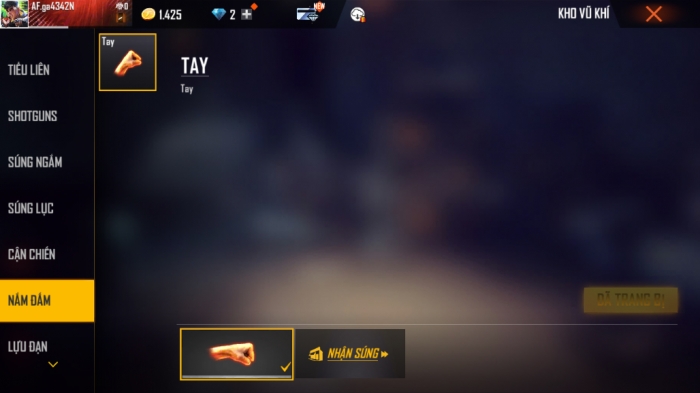 AF.ga4342N
0
1.425
2
NEW
KHO VŨ KHÍ
TIỂU LIÊN
SHOTGUNS
SÚNG NGẮM
SÚNG LỤC
CẬN CHIẾN
NẮM ĐẤM
LỰU ĐẠN
Tay
TAY
Tay
ĐÃ TRANG BỊ
NHẬN SÚNG